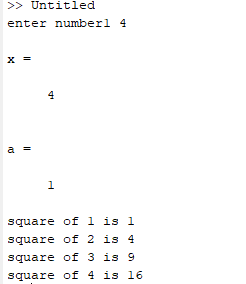 >> Untitled
enter number1 4
x =
4
a =
1
square of 1 is 1
square of 2 is 4
square of 3 is 9
square of 4 is 16